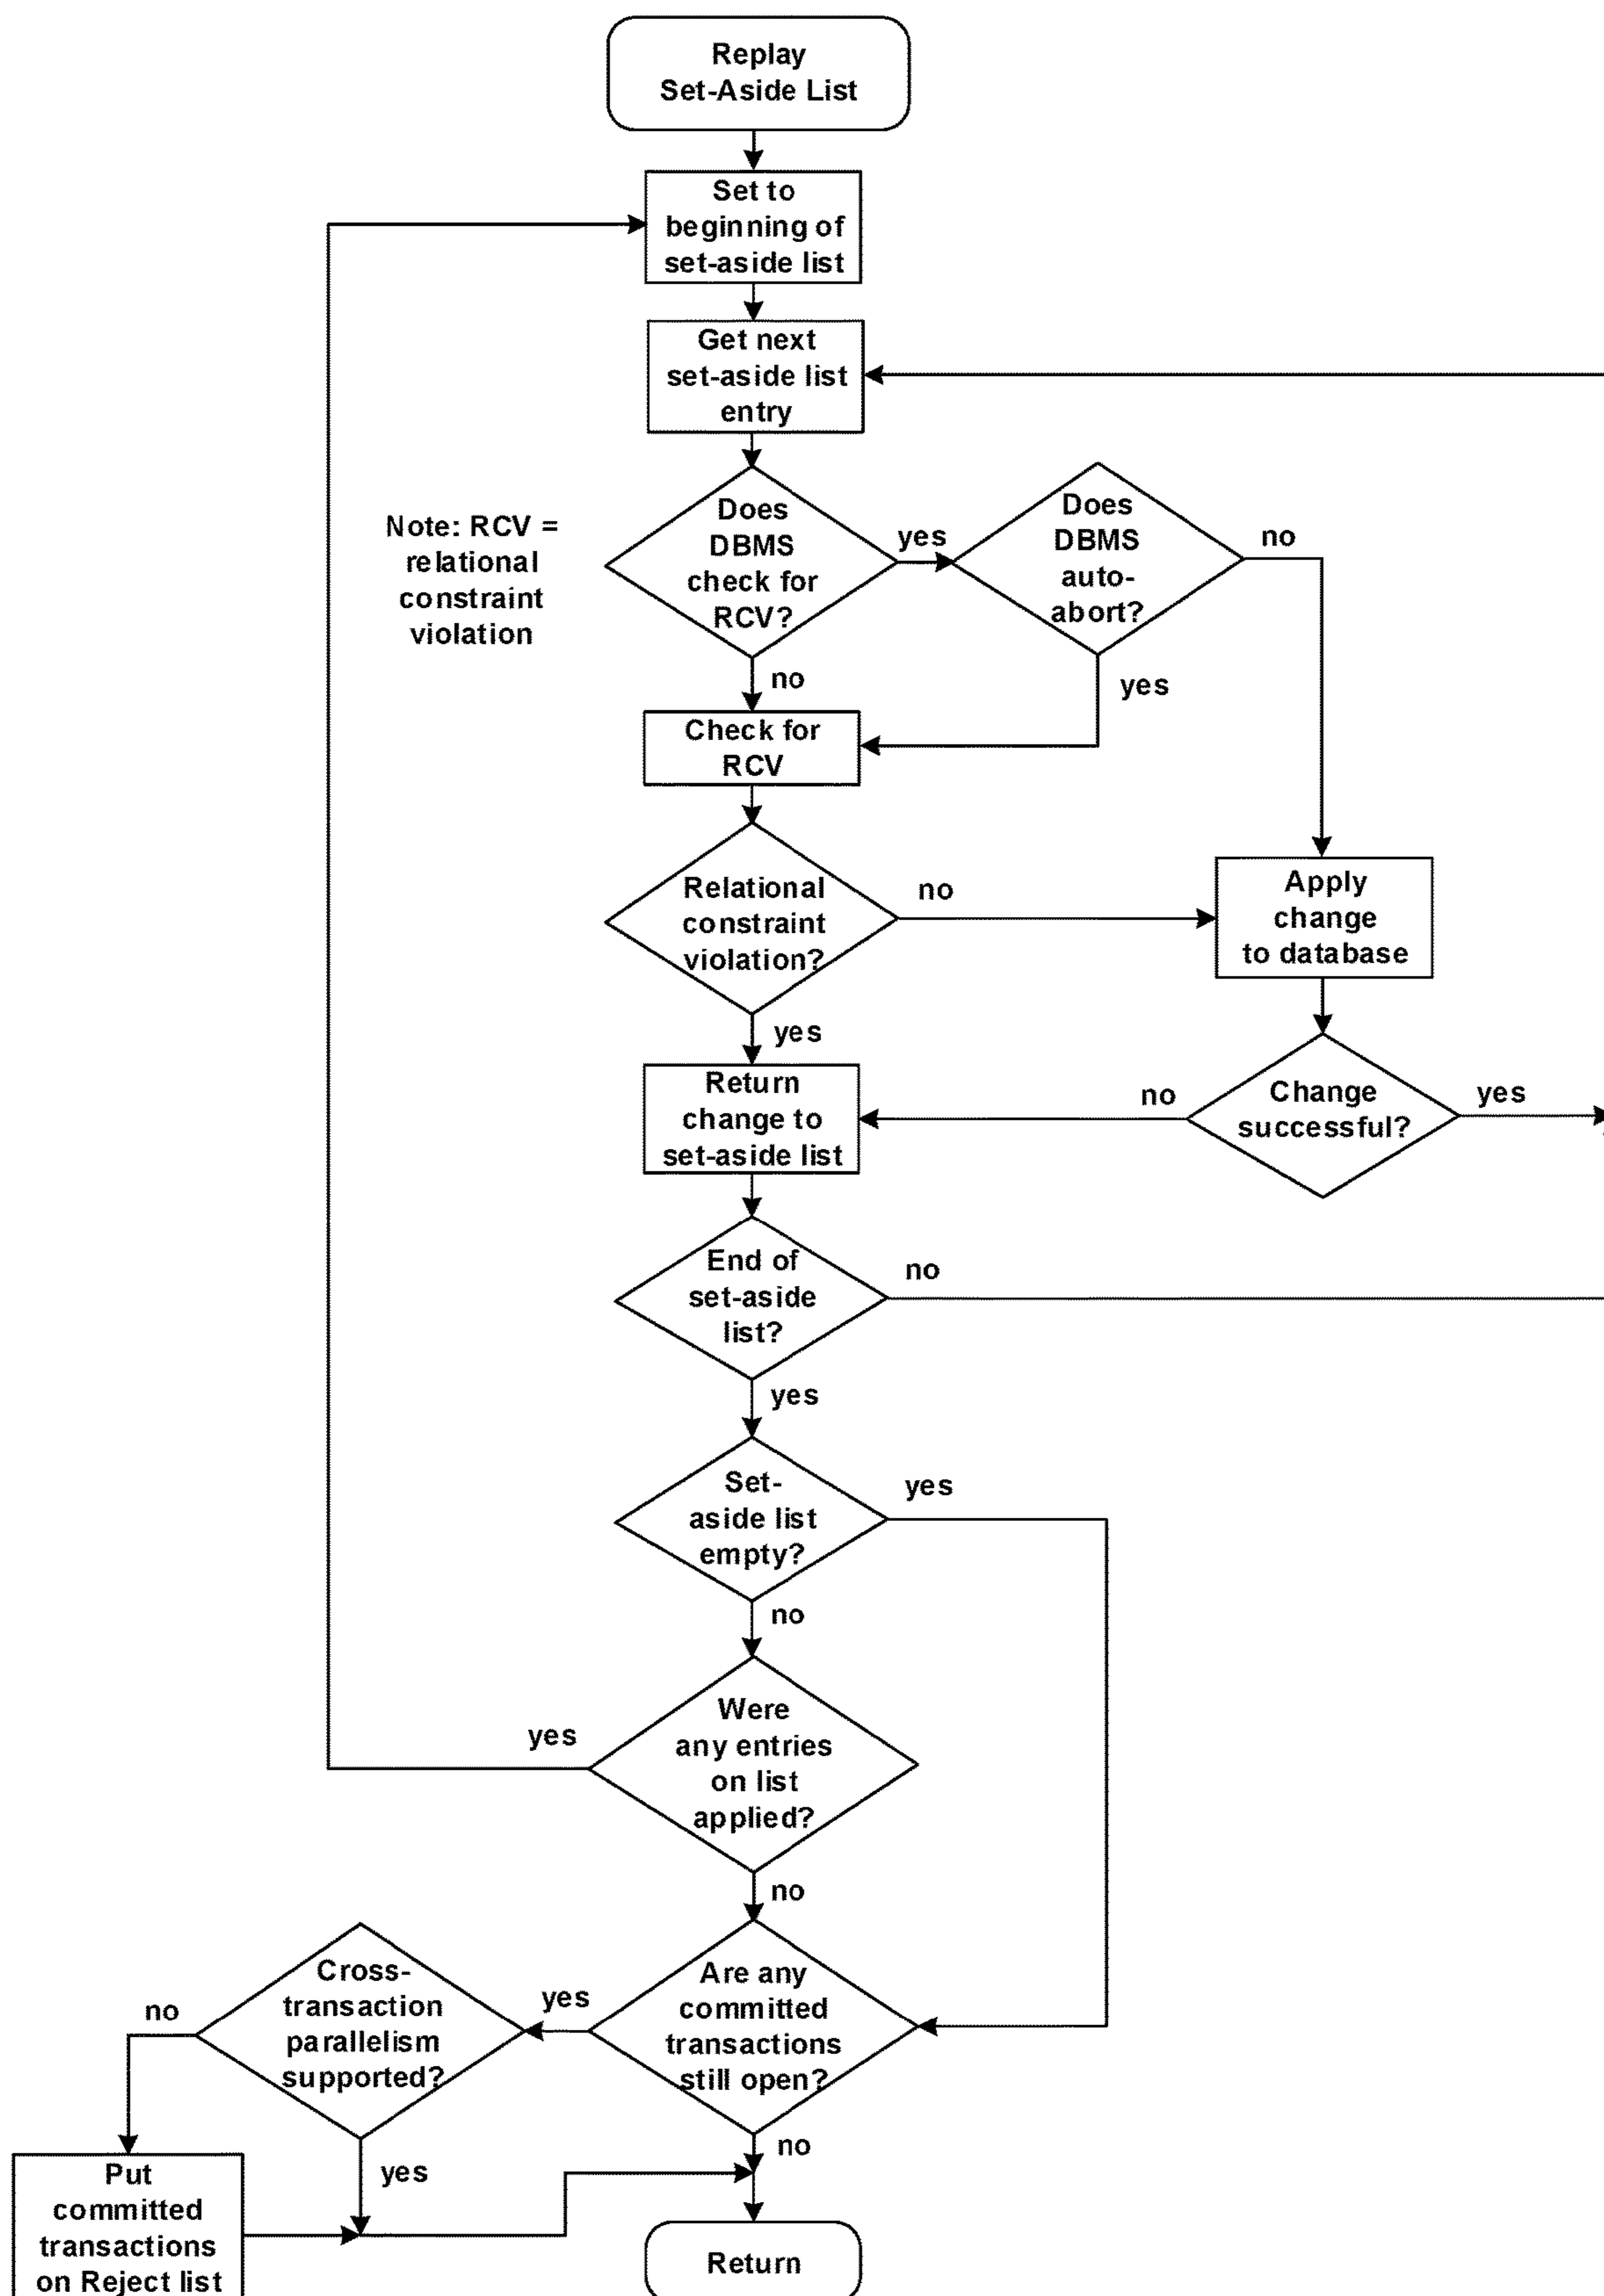 Replay
Set-Aside List
Set to
beginning of
set-aside list
Get next
set-aside list
entry
Note: RCV =
relational
constraint
violation
Does
DBMS
check for
RCV?
yes
Does
DBMS
auto-
abort?
no
no
yes
Check for
RCV
Relational
constraint
violation?
no
Apply
change
to database
yes
Return
change to
set-aside list
no
Change
successful?
yes
End of
set-aside
list?
no
yes
Set-
aside list
empty?
yes
no
Were
any entries
on list
applied?
yes
no
Are any
committed
transactions
still open?
yes
Cross-
transaction
parallelism
supported?
no
no
yes
Put
committed
transactions
on Reject list
Return